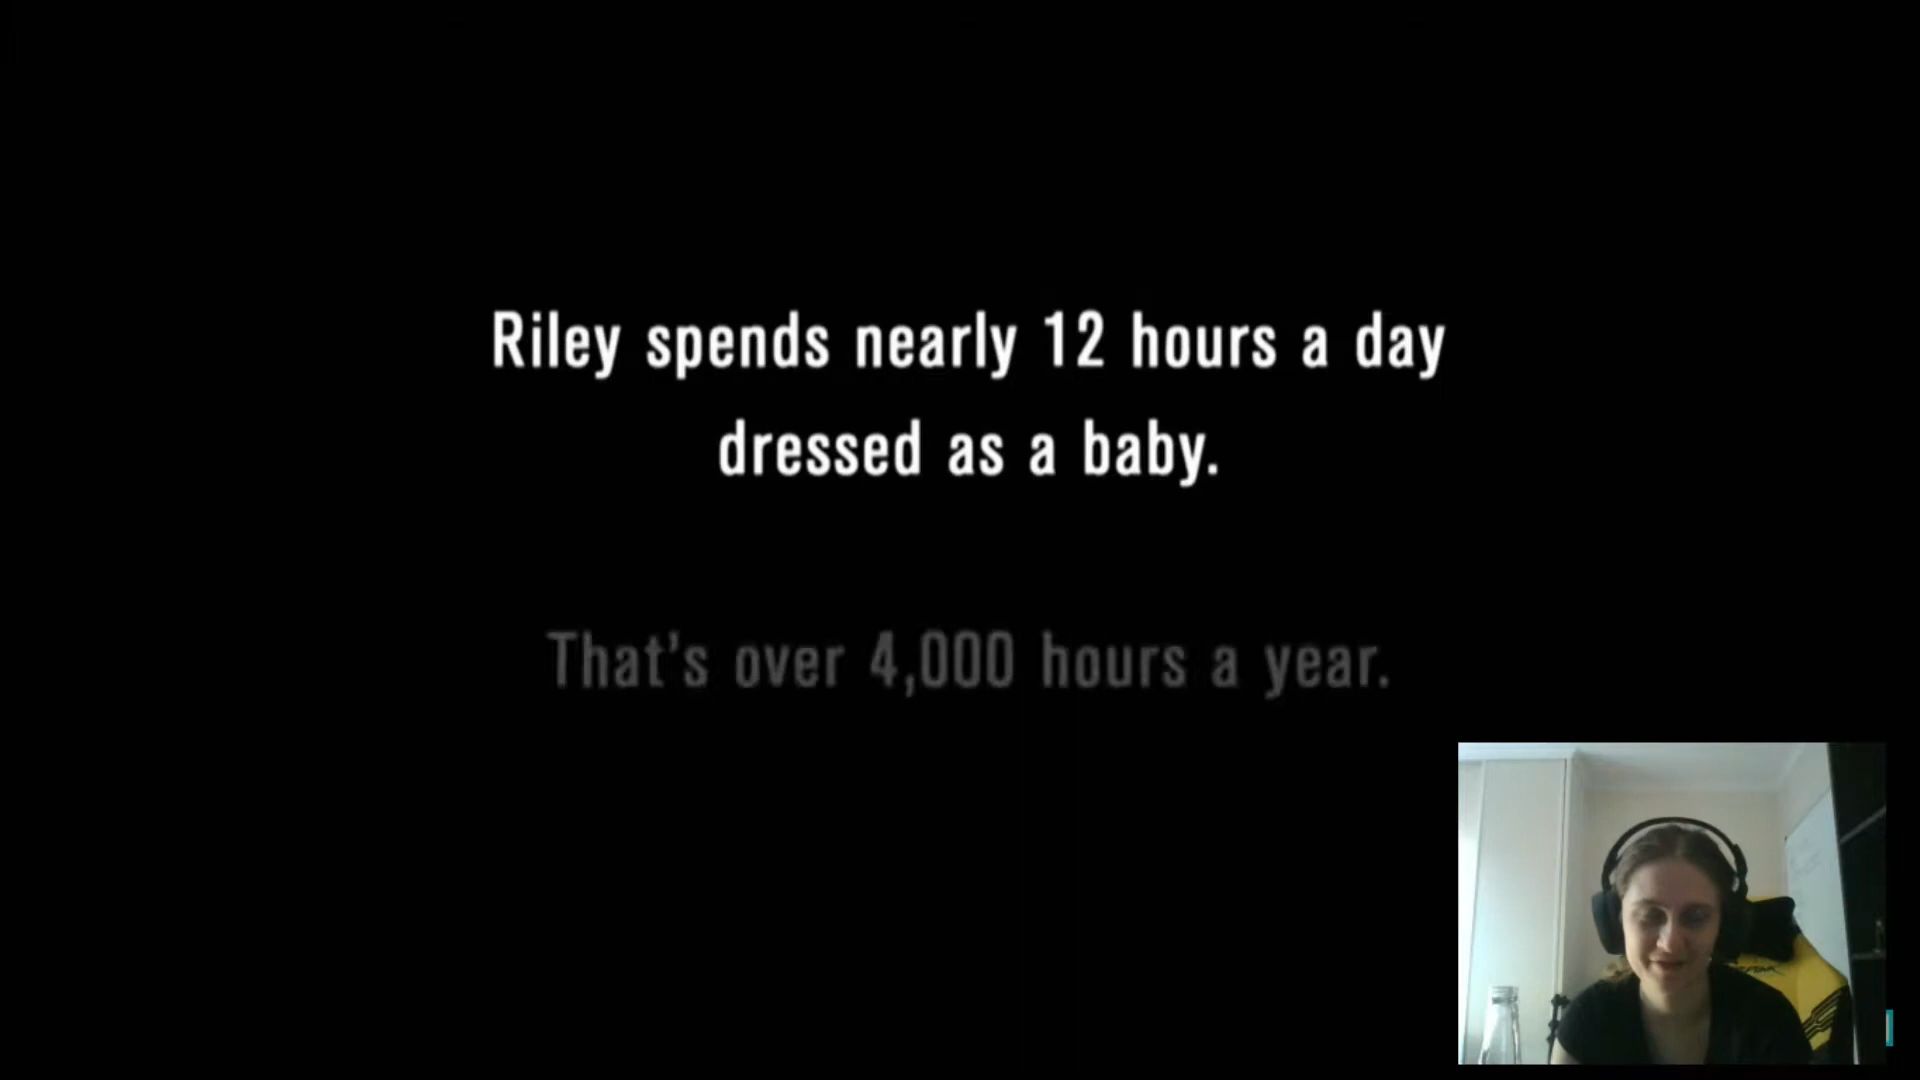 Riley spends nearly 12 hours a day
dressed as a baby.
That's over 4,000 hours a year.